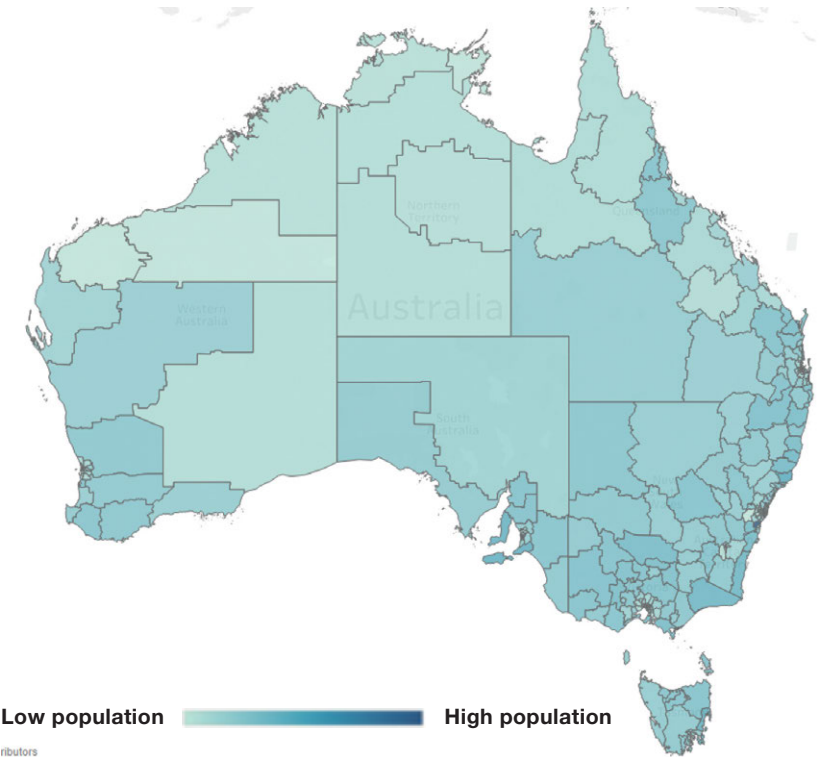 Northern
Territory
Queensland
Western
Australia
Australia
South
Australia
Low population
High population
ributors